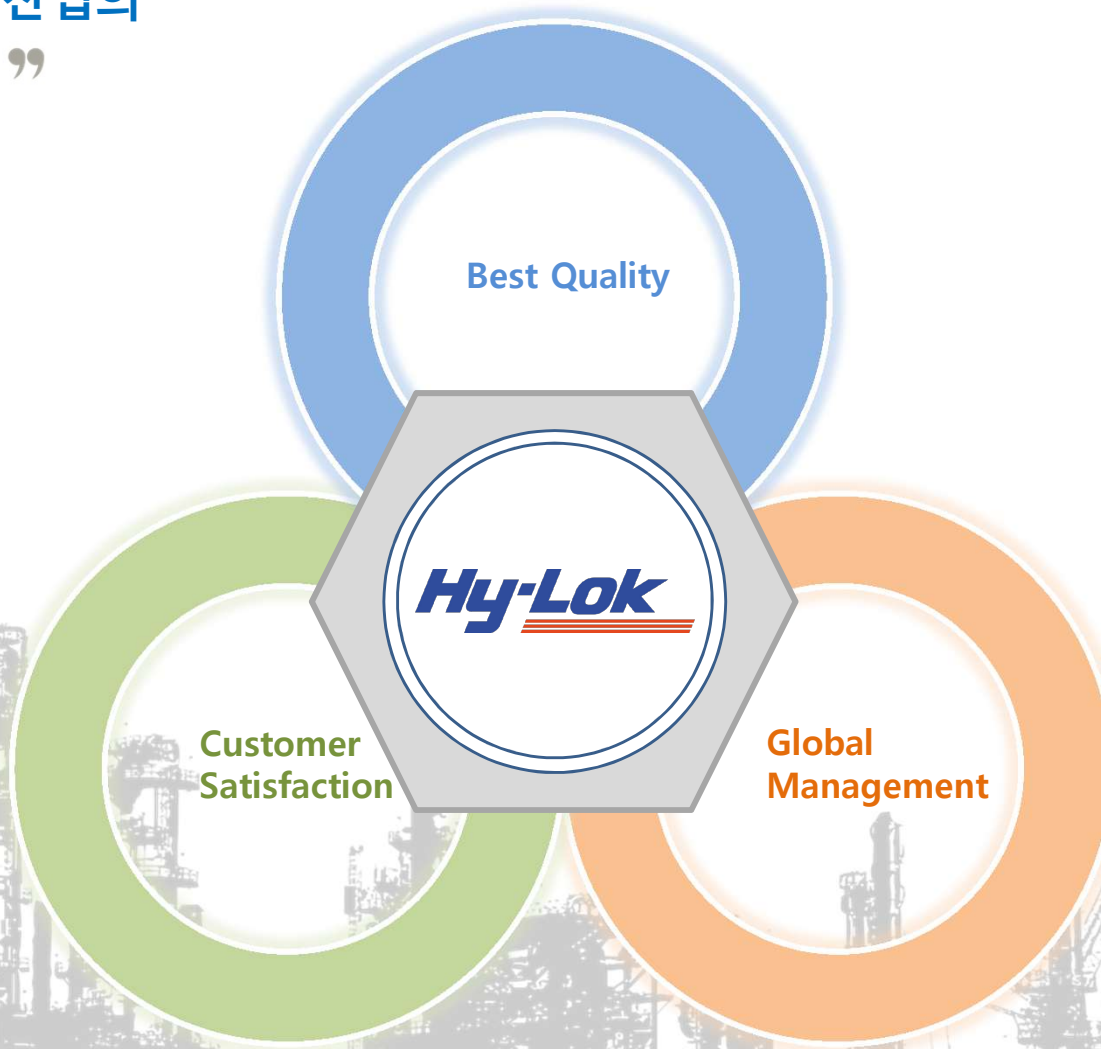 ”
Best Quality
Hy-Lok
Customer
Satisfaction
Global
Management